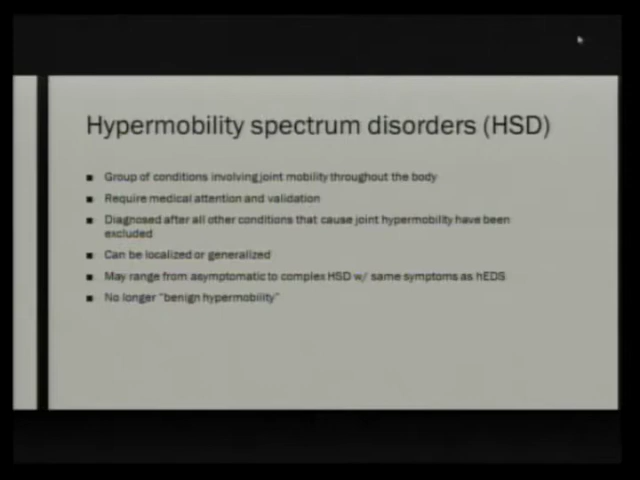 Hypermobility spectrum disorders (HSD)
Group of conditions involving joint mobility throughout the body
Require medical attention and validation
Diagnosed after all other conditions that cause joint hypermobility have been
excluded
Can be localized or generalized
May range from asymptomatic to complex HSD w/ same symptoms as hEDS
No longer "benign hypermobility"